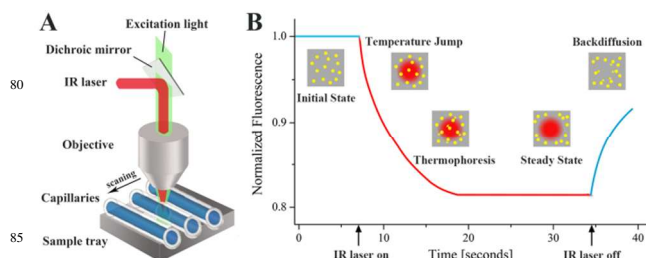 A
Excitation light
Dichroic mirror
80
IR laser
Objective
scaning
Capillaries
85
Sample tray
B
Normalized Fluorescence
1.0
0.9
0.8
Temperature Jump
Backdiffusion
Initial State
Thermophoresis
Steady State
0
10
20
30
40
IR laser on
Time [seconds]
IR laser off